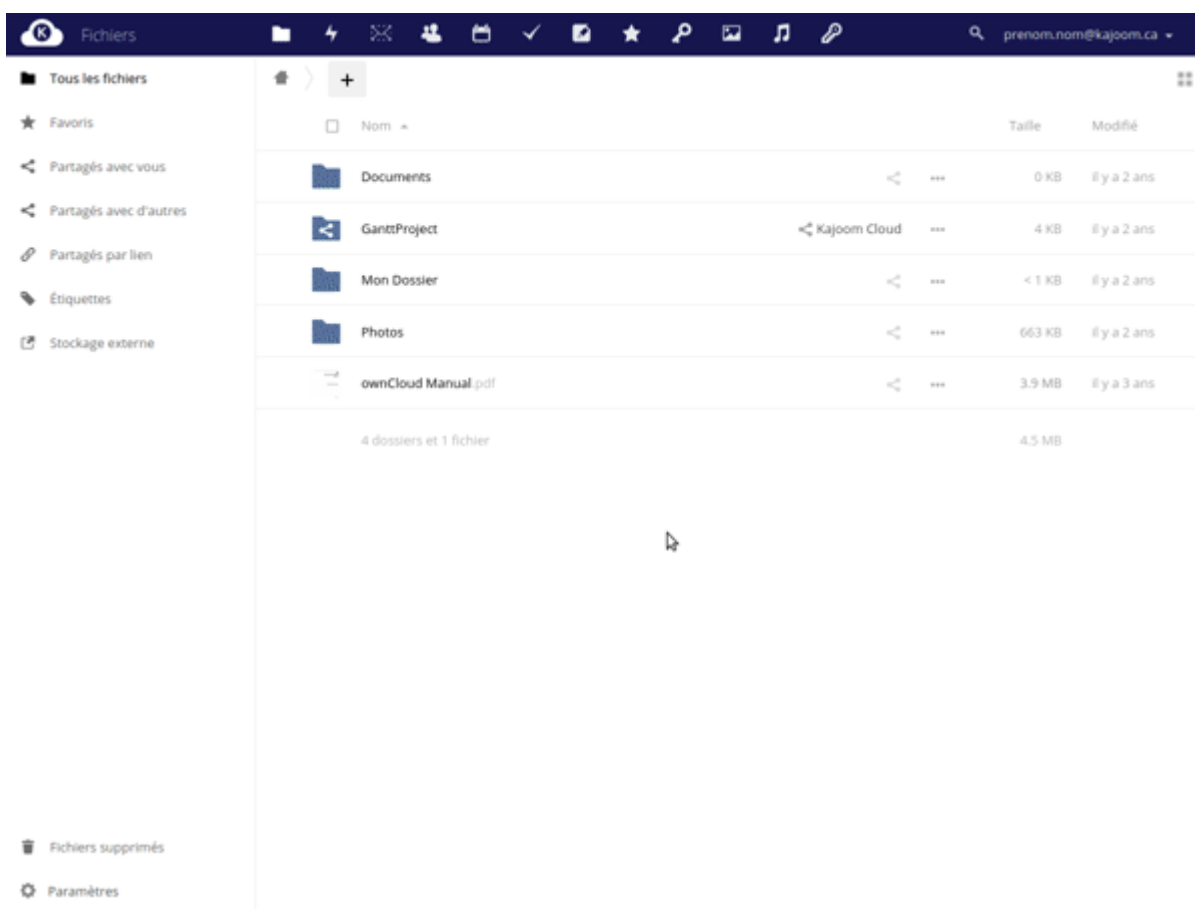 K Fichiers prenom.nom@kajoom.ca
Tous les fichiers
Favoris
Partagés avec vous
Partagés avec d'autres
Partagés par lien
Étiquettes
Stockage externe
Fichiers supprimés
Paramètres
+
Nom Taille Modifié
Documents ... 0 KB il y a 2 ans
GanttProject Kajoom Cloud ... 4 KB il y a 2 ans
Mon Dossier ... < 1 KB il y a 2 ans
Photos ... 663 KB il y a 2 ans
ownCloud Manual.pdf ... 3.9 MB il y a 3 ans
4 dossiers et 1 fichier 4.5 MB